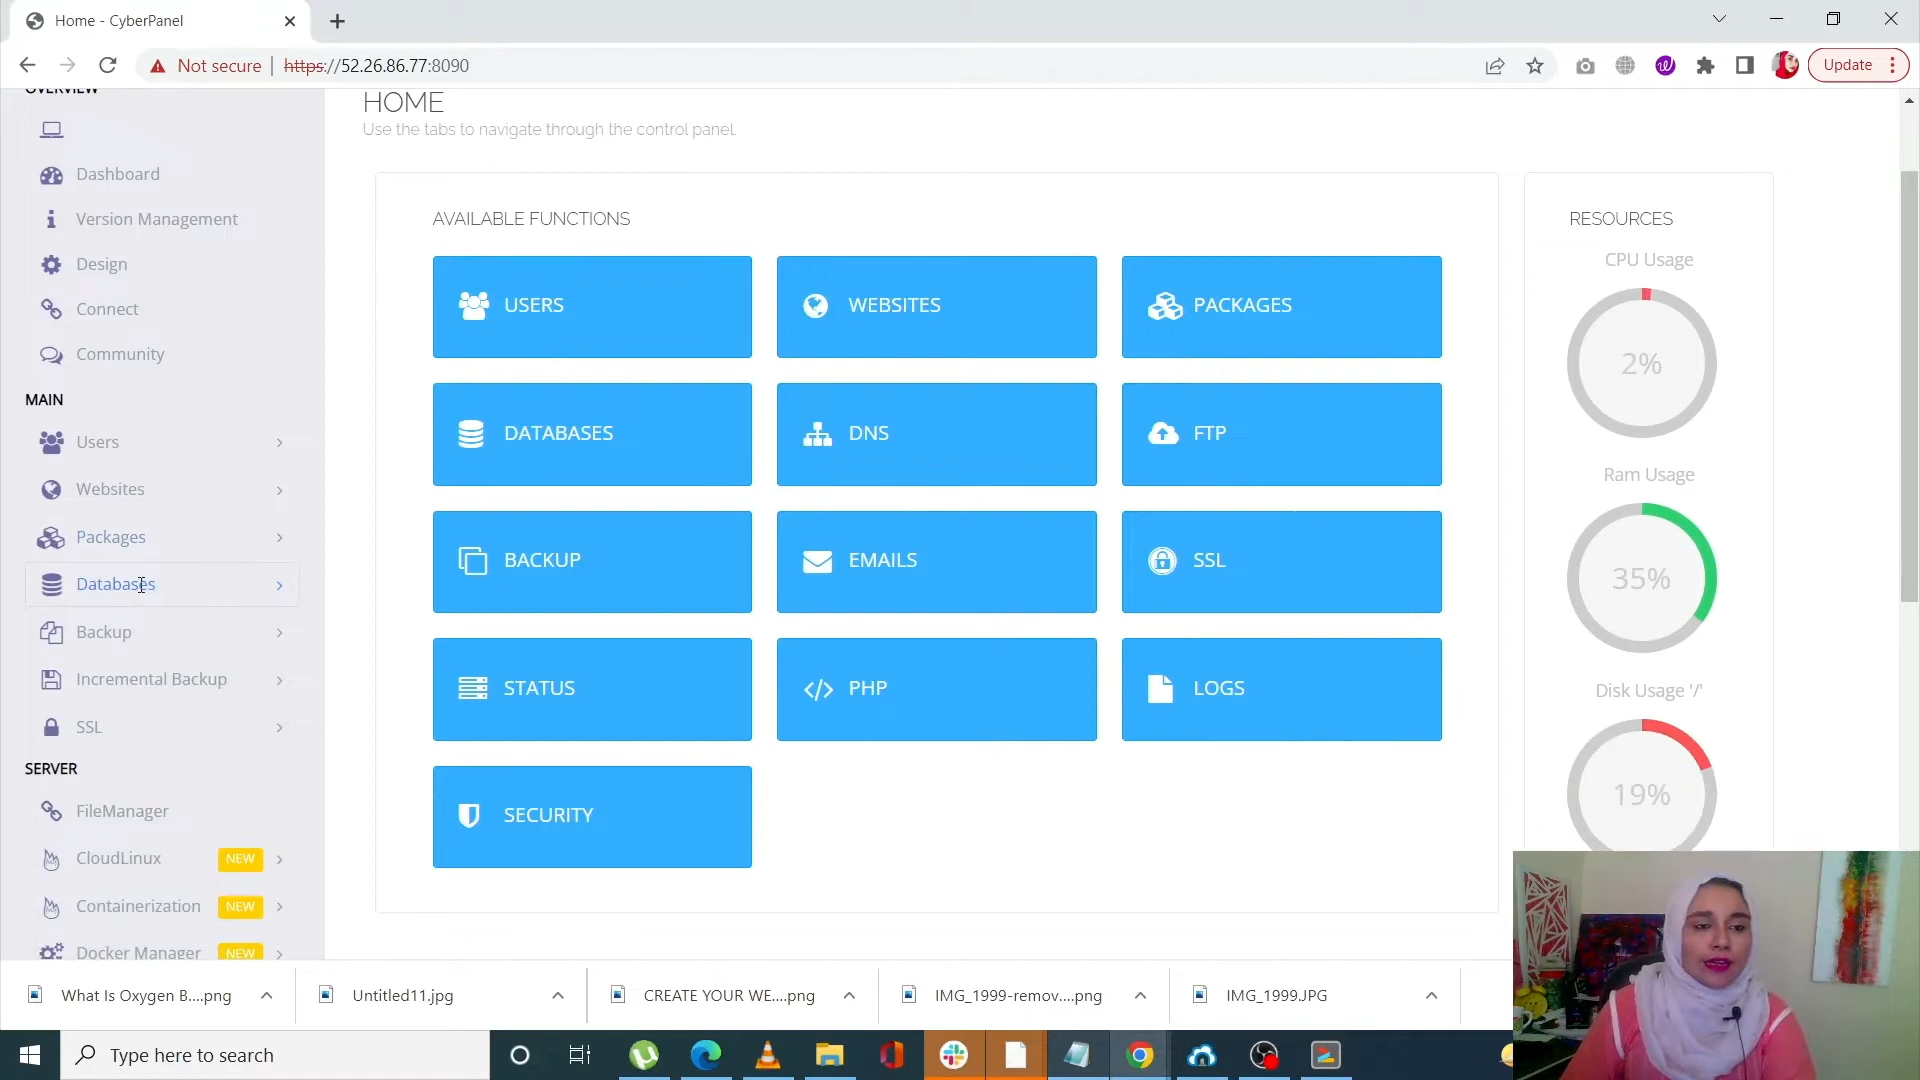 Home - CyberPanel
Not secure
https://52.26.86.77:8090
Update
OVERVIEW
Dashboard
Version Management
Design
Connect
Community
MAIN
Users
Websites
Packages
Databases
Backup
Incremental Backup
SSL
SERVER
FileManager
CloudLinux NEW
Containerization NEW
Docker Manager NEW
HOME
Use the tabs to navigate through the control panel.
AVAILABLE FUNCTIONS
USERS
WEBSITES
PACKAGES
DATABASES
DNS
FTP
BACKUP
EMAILS
SSL
STATUS
PHP
LOGS
SECURITY
RESOURCES
CPU Usage
2%
Ram Usage
35%
Disk Usage '/'
19%
What Is Oxygen B....png
Untitled11.jpg
CREATE YOUR WE....png
IMG_1999-remov....png
IMG_1999.JPG
Type here to search